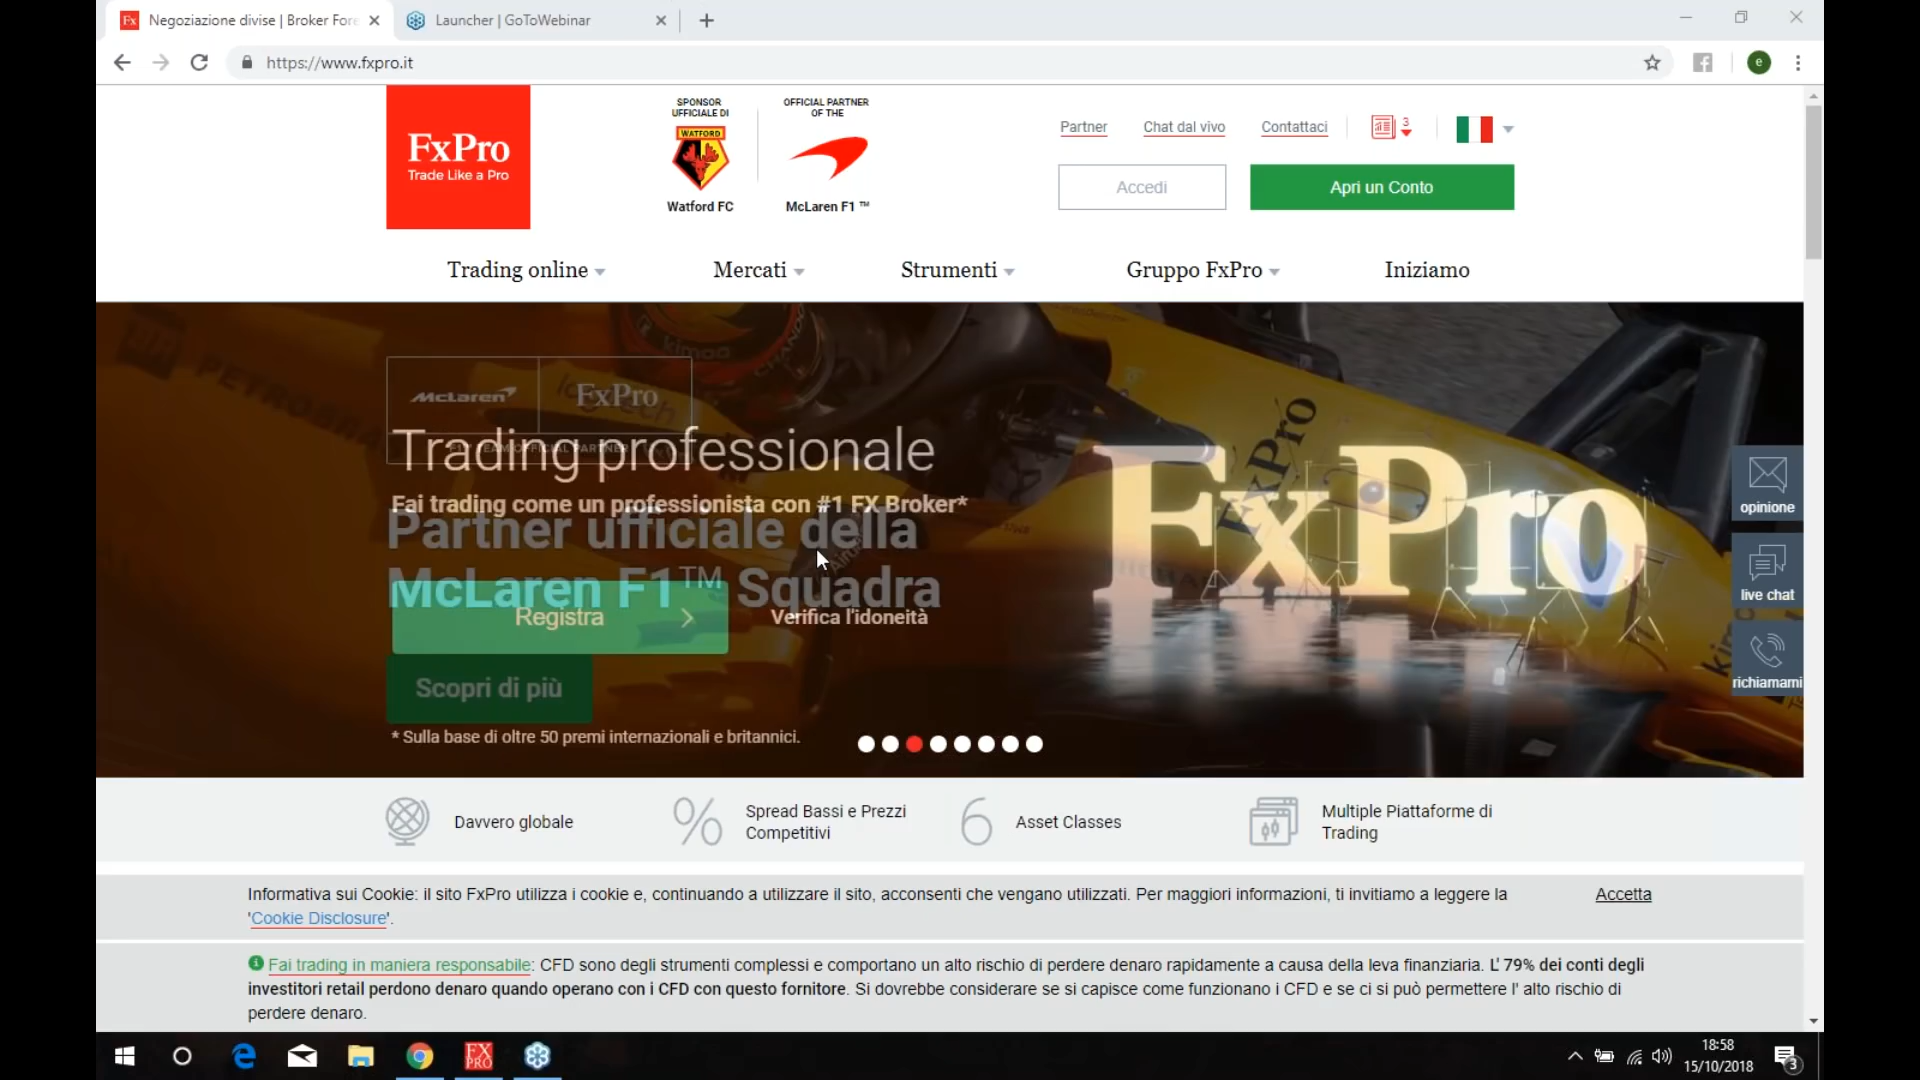 Negoziazione divise | Broker Fore
Launcher | GoToWebinar
https://www.fxpro.it
e
FxPro
Trade Like a Pro
SPONSOR
UFFICIALE DI
WATFORD
Watford FC
OFFICIAL PARTNER
OF THE
McLaren F1 ™
Partner
Chat dal vivo
Contattaci
3
Accedi
Apri un Conto
Trading online
Mercati
Strumenti
Gruppo FxPro
Iniziamo
McLaren
FxPro
Trading professionale
Fai trading come un professionista con #1 FX Broker*
Partner ufficiale della
McLaren F1™ Squadra
Registra
Verifica l'idoneità
Scopri di più
* Sulla base di oltre 50 premi internazionali e britannici.
FxPro
FxPro
opinione
live chat
richiamami
Davvero globale
%
Spread Bassi e Prezzi
Competitivi
6
Asset Classes
Multiple Piattaforme di
Trading
Informativa sui Cookie: il sito FxPro utilizza i cookie e, continuando a utilizzare il sito, acconsenti che vengano utilizzati. Per maggiori informazioni, ti invitiamo a leggere la
'Cookie Disclosure'.
Accetta
Fai trading in maniera responsabile: CFD sono degli strumenti complessi e comportano un alto rischio di perdere denaro rapidamente a causa della leva finanziaria. L' 79% dei conti degli
investitori retail perdono denaro quando operano con i CFD con questo fornitore. Si dovrebbe considerare se si capisce come funzionano i CFD e se ci si può permettere l' alto rischio di
perdere denaro.
FX
PRO
18:58
15/10/2018
3